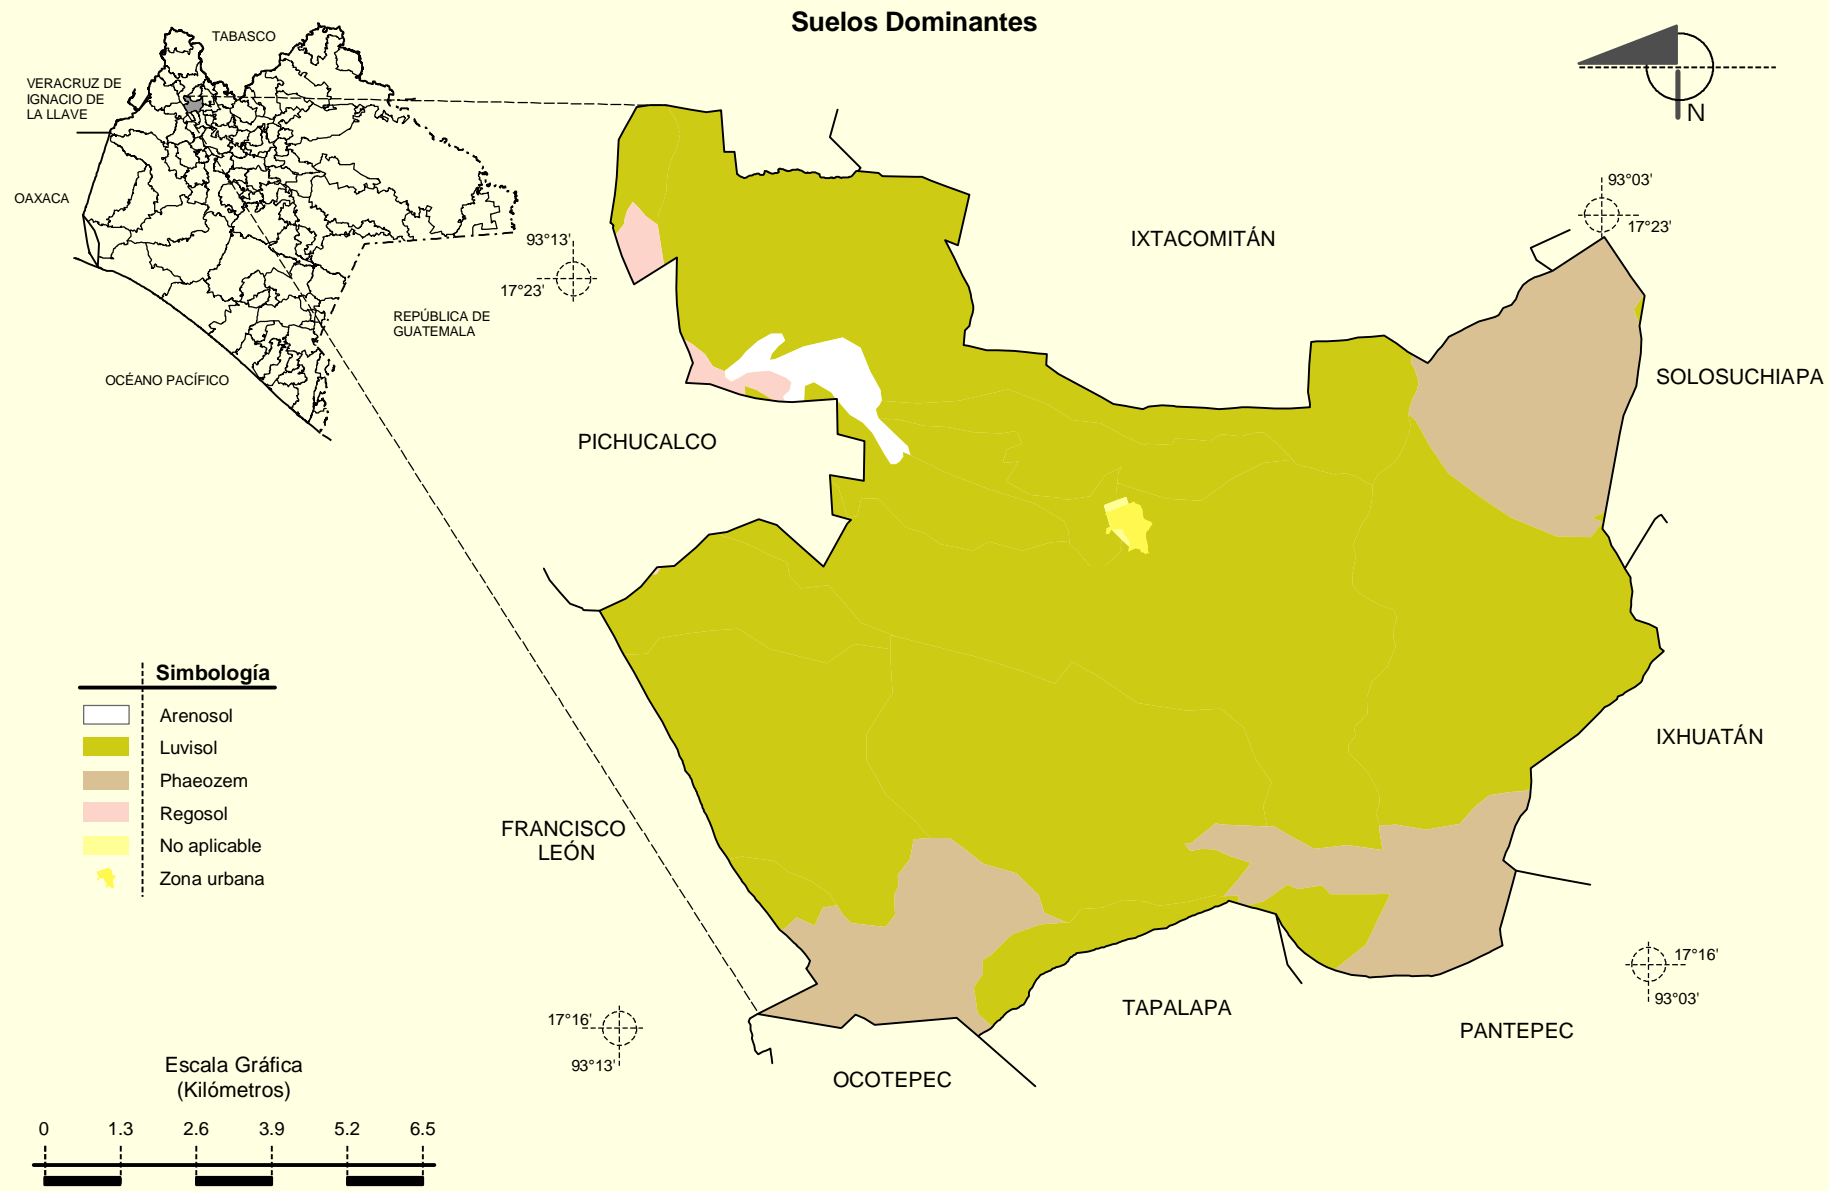 Suelos Dominantes
TABASCO
VERACRUZ DE
IGNACIO DE
LA LLAVE
OAXACA
REPÚBLICA DE
GUATEMALA
OCÉANO PACÍFICO
N
93°03'
17°23'
93°13'
17°23'
IXTACOMITÁN
SOLOSUCHIAPA
PICHUCALCO
IXHUATÁN
FRANCISCO
LEÓN
TAPALAPA
PANTEPEC
OCOTEPEC
17°16'
93°03'
17°16'
93°13'
Simbología
Arenosol
Luvisol
Phaeozem
Regosol
No aplicable
Zona urbana
Escala Gráfica
(Kilómetros)
0 1.3 2.6 3.9 5.2 6.5